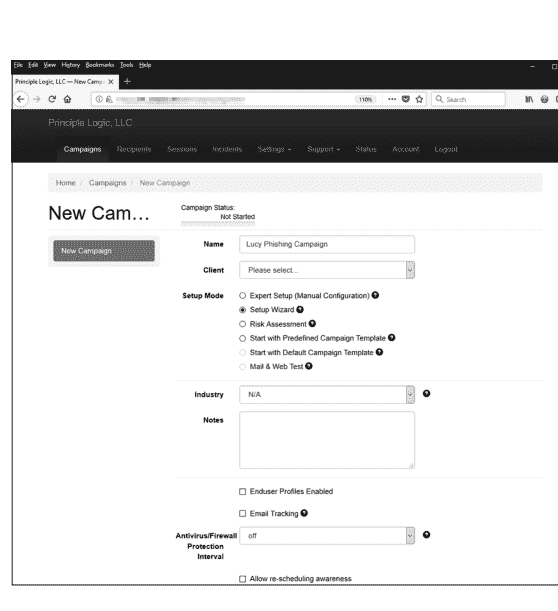 File Edit View History Bookmarks Tools Help
Principle Logic, LLC — New Camp
110%
Search
Principle Logic, LLC
Campaigns Recipients Sessions Incidents Settings Support Status Account Logout
Home / Campaigns / New Campaign
New Cam...
Campaign Status:
Not Started
New Campaign
Name Lucy Phishing Campaign
Client Please select...
Setup Mode Expert Setup (Manual Configuration)
Setup Wizard
Risk Assessment
Start with Predefined Campaign Template
Start with Default Campaign Template
Mail & Web Test
Industry N/A
Notes
Enduser Profiles Enabled
Email Tracking
Antivirus/Firewall off
Protection
Interval
Allow re-scheduling awareness